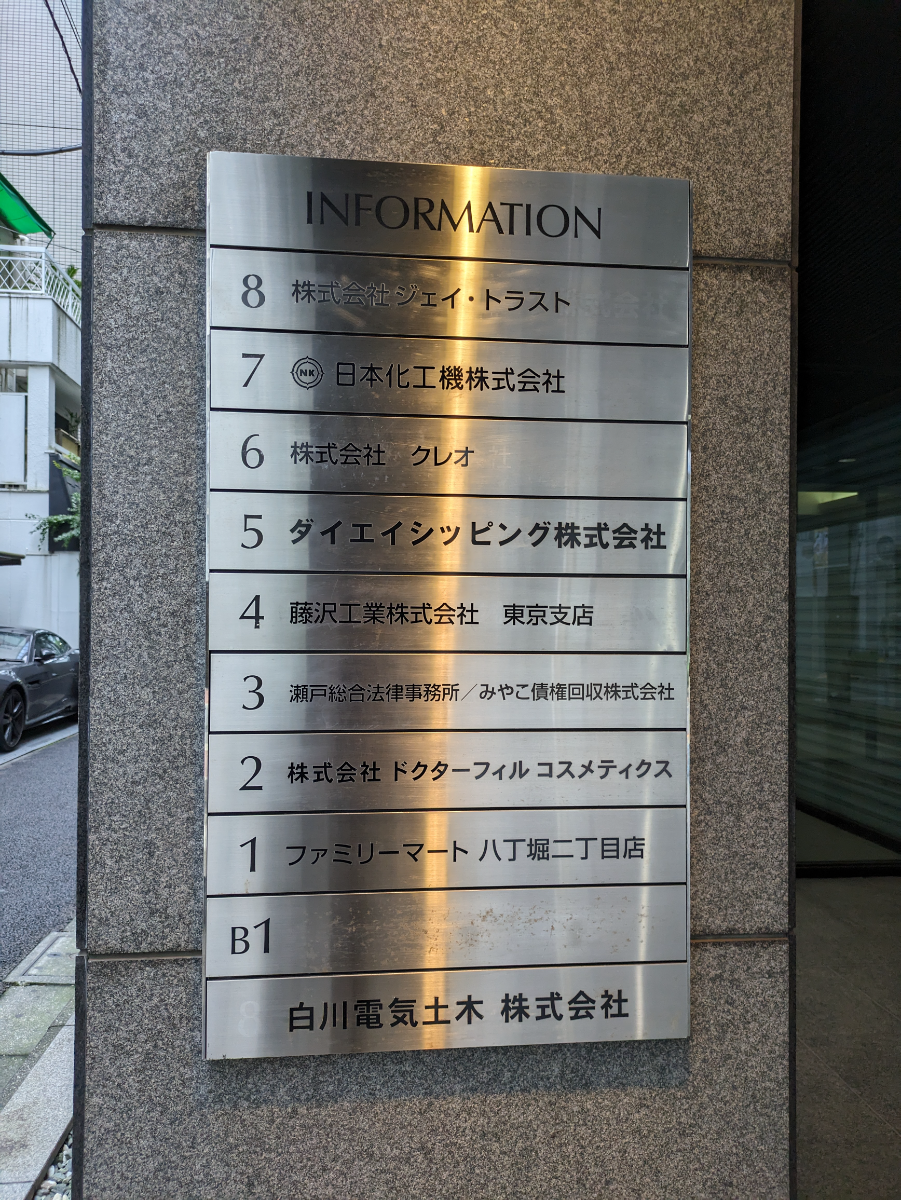 INFORMATION
8 株式会社 ジェイ・トラスト
7 NK 日本化工機株式会社
6 株式会社 クレオ
5 ダイエイシッピング株式会社
4 藤沢工業株式会社 東京支店
3 瀬戸総合法律事務所／みやこ債権回収株式会社
2 株式会社 ドクターフィル コスメティクス
1 ファミリーマート 八丁堀二丁目店
B1
8 白川電気土木 株式会社